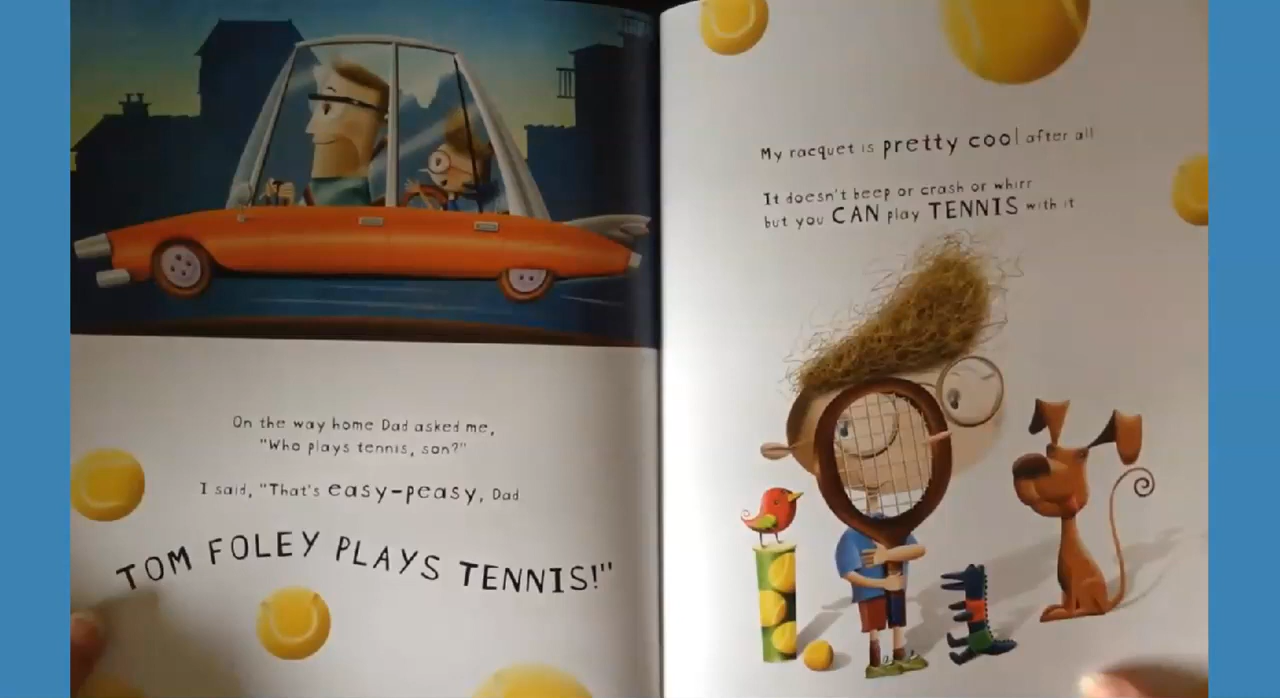 On the way home Dad asked me,
"Who plays tennis, son?"
I said, "That's easy-peasy, Dad
TOM FOLEY PLAYS TENNIS!"
My racquet is pretty cool after all
It doesn't beep or crash or whirr
but you CAN play TENNIS with it